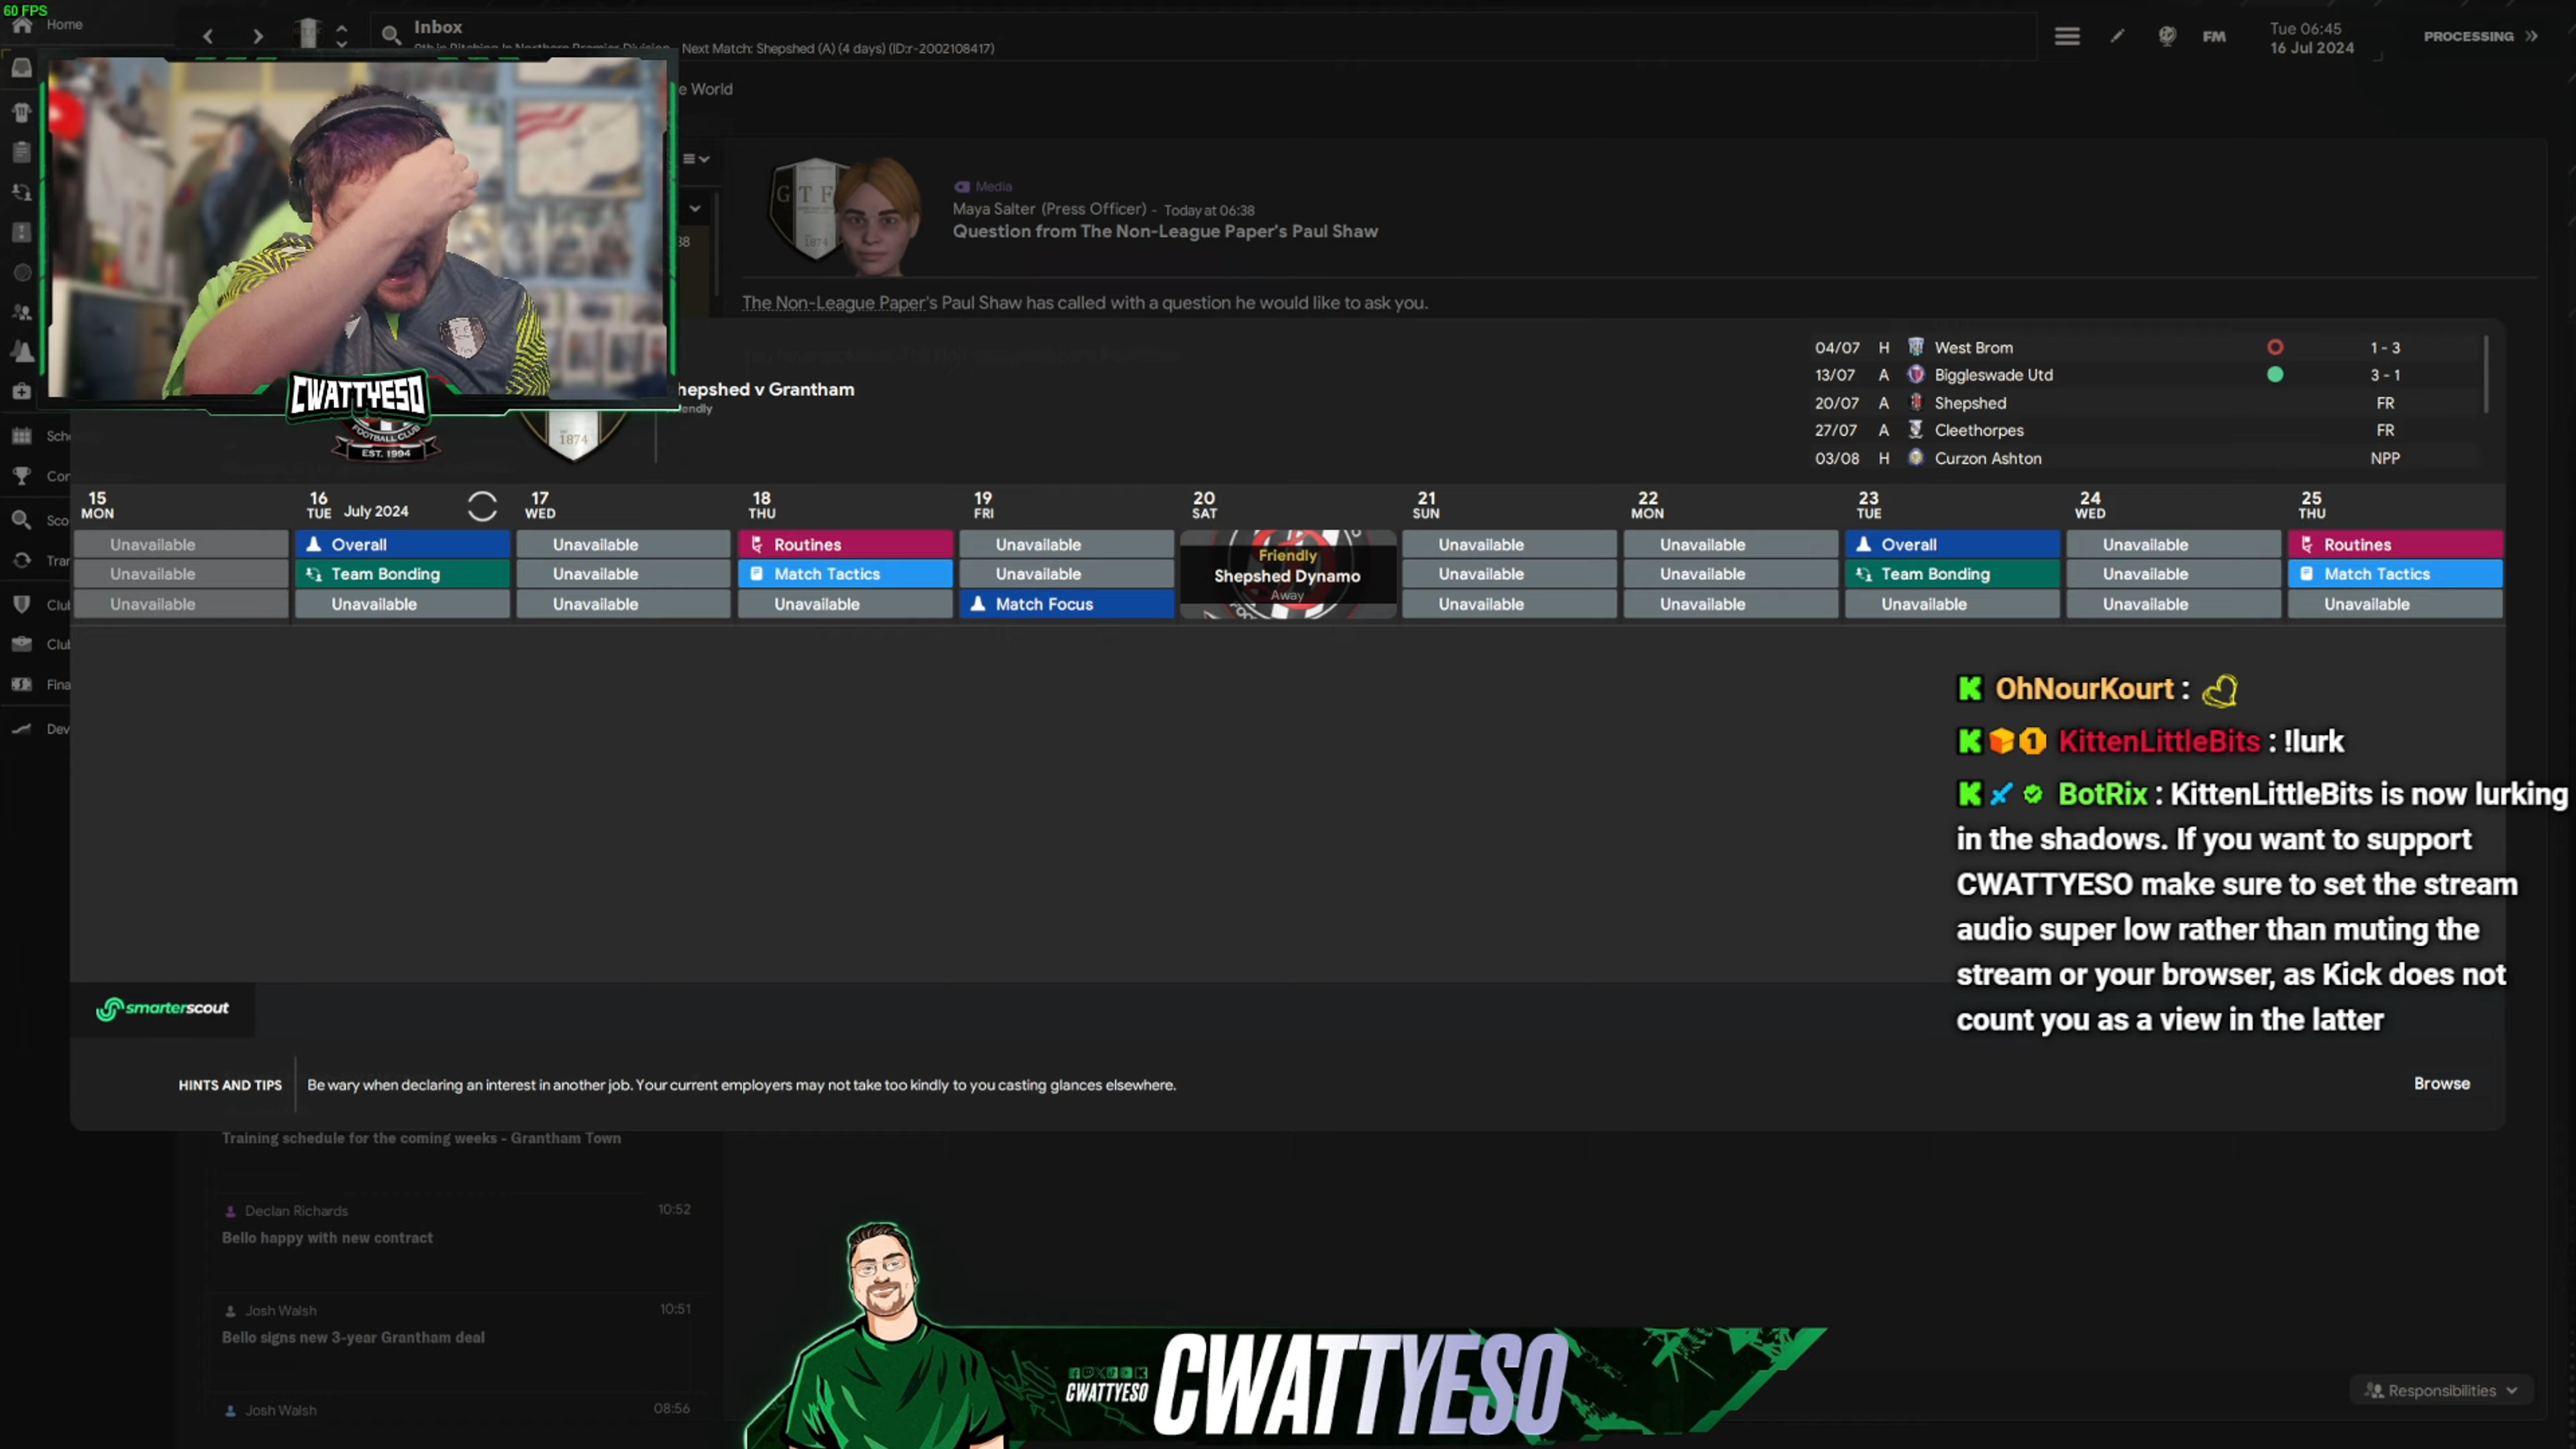 60 FPS
Home
Inbox
Next Match: Shepshed (A) (4 days) (ID:r-2002108417)
FM
Tue 06:45
16 Jul 2024
PROCESSING
e World
Media
Maya Salter (Press Officer) - Today at 06:38
Question from The Non-League Paper's Paul Shaw
38
GTF
1874
The Non-League Paper's Paul Shaw has called with a question he would like to ask you.
CWATTYESO
FOOTBALL CLUB
EST. 1994
1874
hepshed v Grantham
endly
04/07 H West Brom 1 - 3
13/07 A Biggleswade Utd 3 - 1
20/07 A Shepshed FR
27/07 A Cleethorpes FR
03/08 H Curzon Ashton NPP
Sch
Con
Sco
Tran
Club
Club
Fina
Dev
15 16 17 18 19 20 21 22 23 24 25
MON TUE July 2024 WED THU FRI SAT SUN MON TUE WED THU
Unavailable Overall Unavailable Routines Unavailable Friendly Unavailable Unavailable Overall Unavailable Routines
Unavailable Team Bonding Unavailable Match Tactics Unavailable Shepshed Dynamo Unavailable Unavailable Team Bonding Unavailable Match Tactics
Unavailable Unavailable Unavailable Unavailable Match Focus Away Unavailable Unavailable Unavailable Unavailable Unavailable
OhNourKourt :
KittenLittleBits : !lurk
BotRix : KittenLittleBits is now lurking
in the shadows. If you want to support
CWATTYESO make sure to set the stream
audio super low rather than muting the
stream or your browser, as Kick does not
count you as a view in the latter
smarterscout
HINTS AND TIPS Be wary when declaring an interest in another job. Your current employers may not take too kindly to you casting glances elsewhere.
Browse
Training schedule for the coming weeks - Grantham Town
Declan Richards 10:52
Bello happy with new contract
Josh Walsh 10:51
Bello signs new 3-year Grantham deal
Josh Walsh 08:56
CWATTYESO
CWATTYESO
Responsibilities